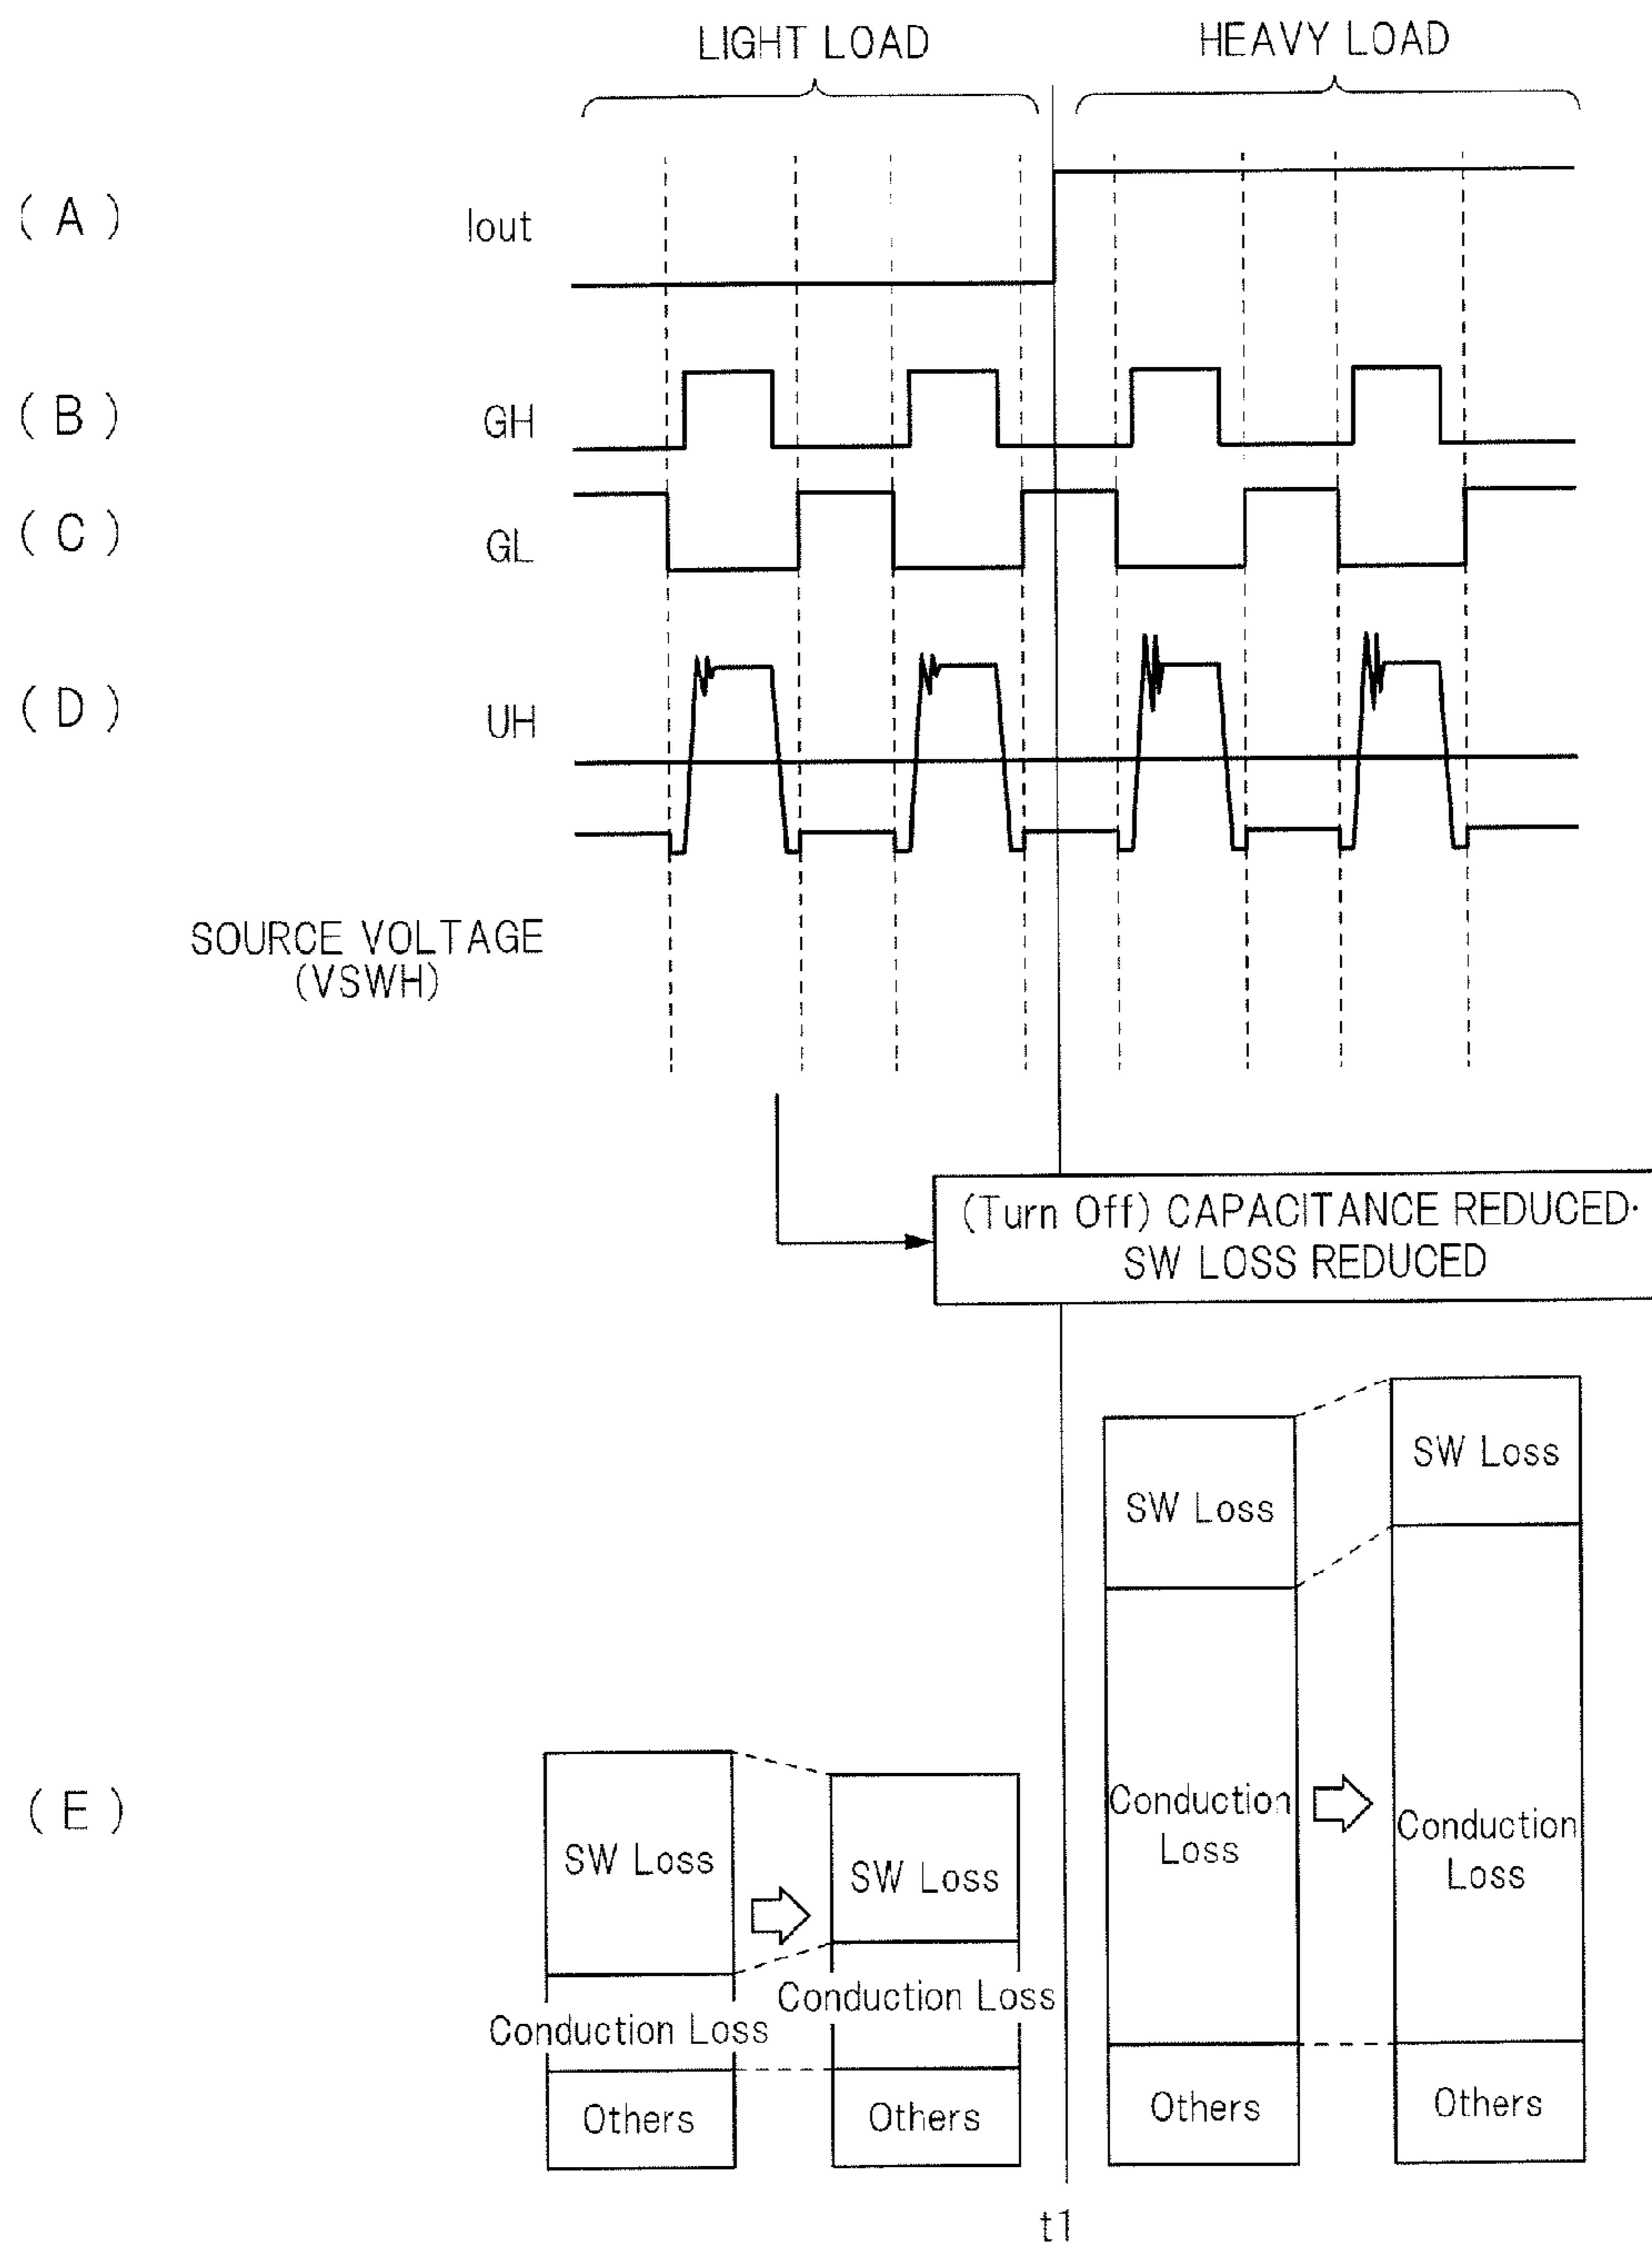 LIGHT LOAD
HEAVY LOAD
( A )
Iout
( B )
GH
( C )
GL
( D )
UH
SOURCE VOLTAGE
(VSWH)
(Turn Off) CAPACITANCE REDUCED·
SW LOSS REDUCED
( E )
SW Loss
Conduction Loss
Others
SW Loss
Conduction Loss
Others
SW Loss
Conduction
Loss
Others
SW Loss
Conduction
Loss
Others
t1